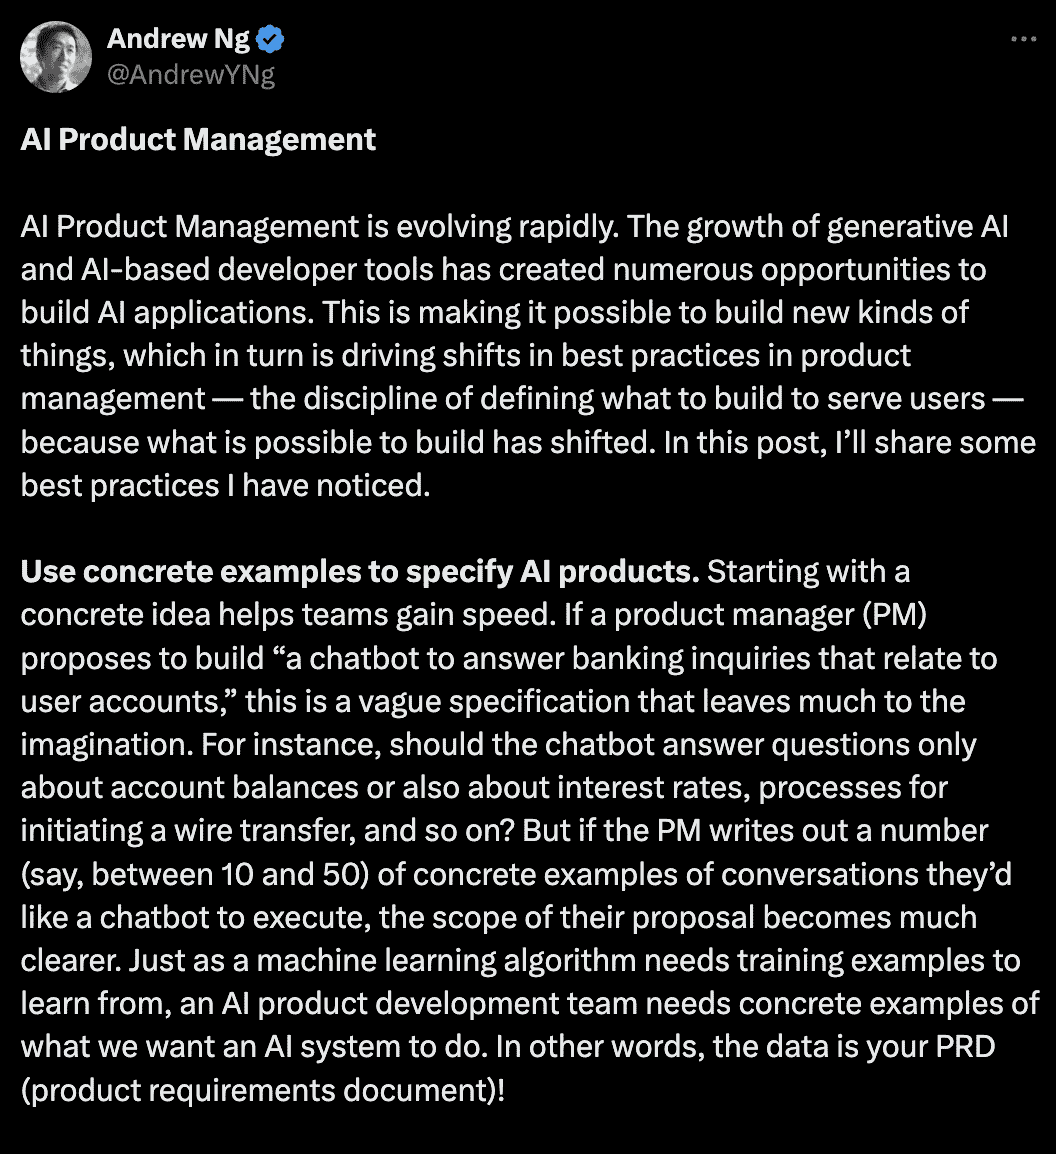 Andrew Ng
@AndrewYNg
AI Product Management
AI Product Management is evolving rapidly. The growth of generative AI
and AI-based developer tools has created numerous opportunities to
build AI applications. This is making it possible to build new kinds of
things, which in turn is driving shifts in best practices in product
management — the discipline of defining what to build to serve users —
because what is possible to build has shifted. In this post, I’ll share some
best practices I have noticed.
Use concrete examples to specify AI products. Starting with a
concrete idea helps teams gain speed. If a product manager (PM)
proposes to build “a chatbot to answer banking inquiries that relate to
user accounts,” this is a vague specification that leaves much to the
imagination. For instance, should the chatbot answer questions only
about account balances or also about interest rates, processes for
initiating a wire transfer, and so on? But if the PM writes out a number
(say, between 10 and 50) of concrete examples of conversations they’d
like a chatbot to execute, the scope of their proposal becomes much
clearer. Just as a machine learning algorithm needs training examples to
learn from, an AI product development team needs concrete examples of
what we want an AI system to do. In other words, the data is your PRD
(product requirements document)!